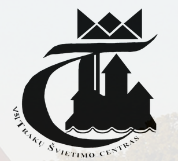 VšĮ TRAKŲ ŠVIETIMO CENTRAS